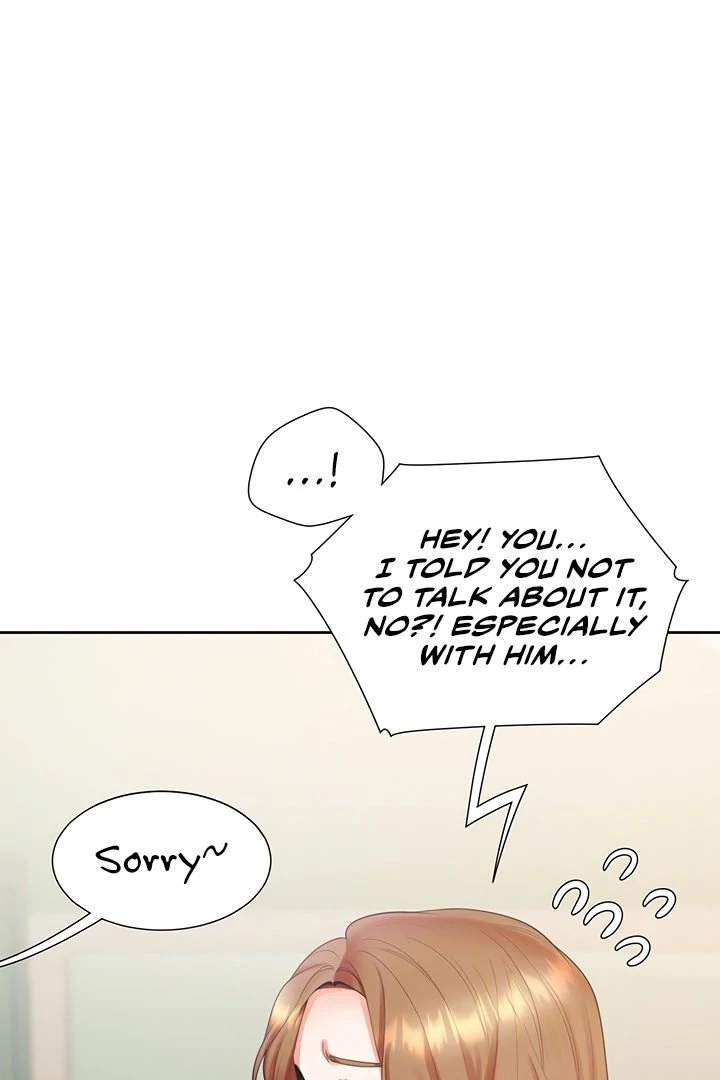 ...!
HEY! YOU...
I TOLD YOU NOT
TO TALK ABOUT IT,
NO?! ESPECIALLY
WITH HIM...
Sorry~